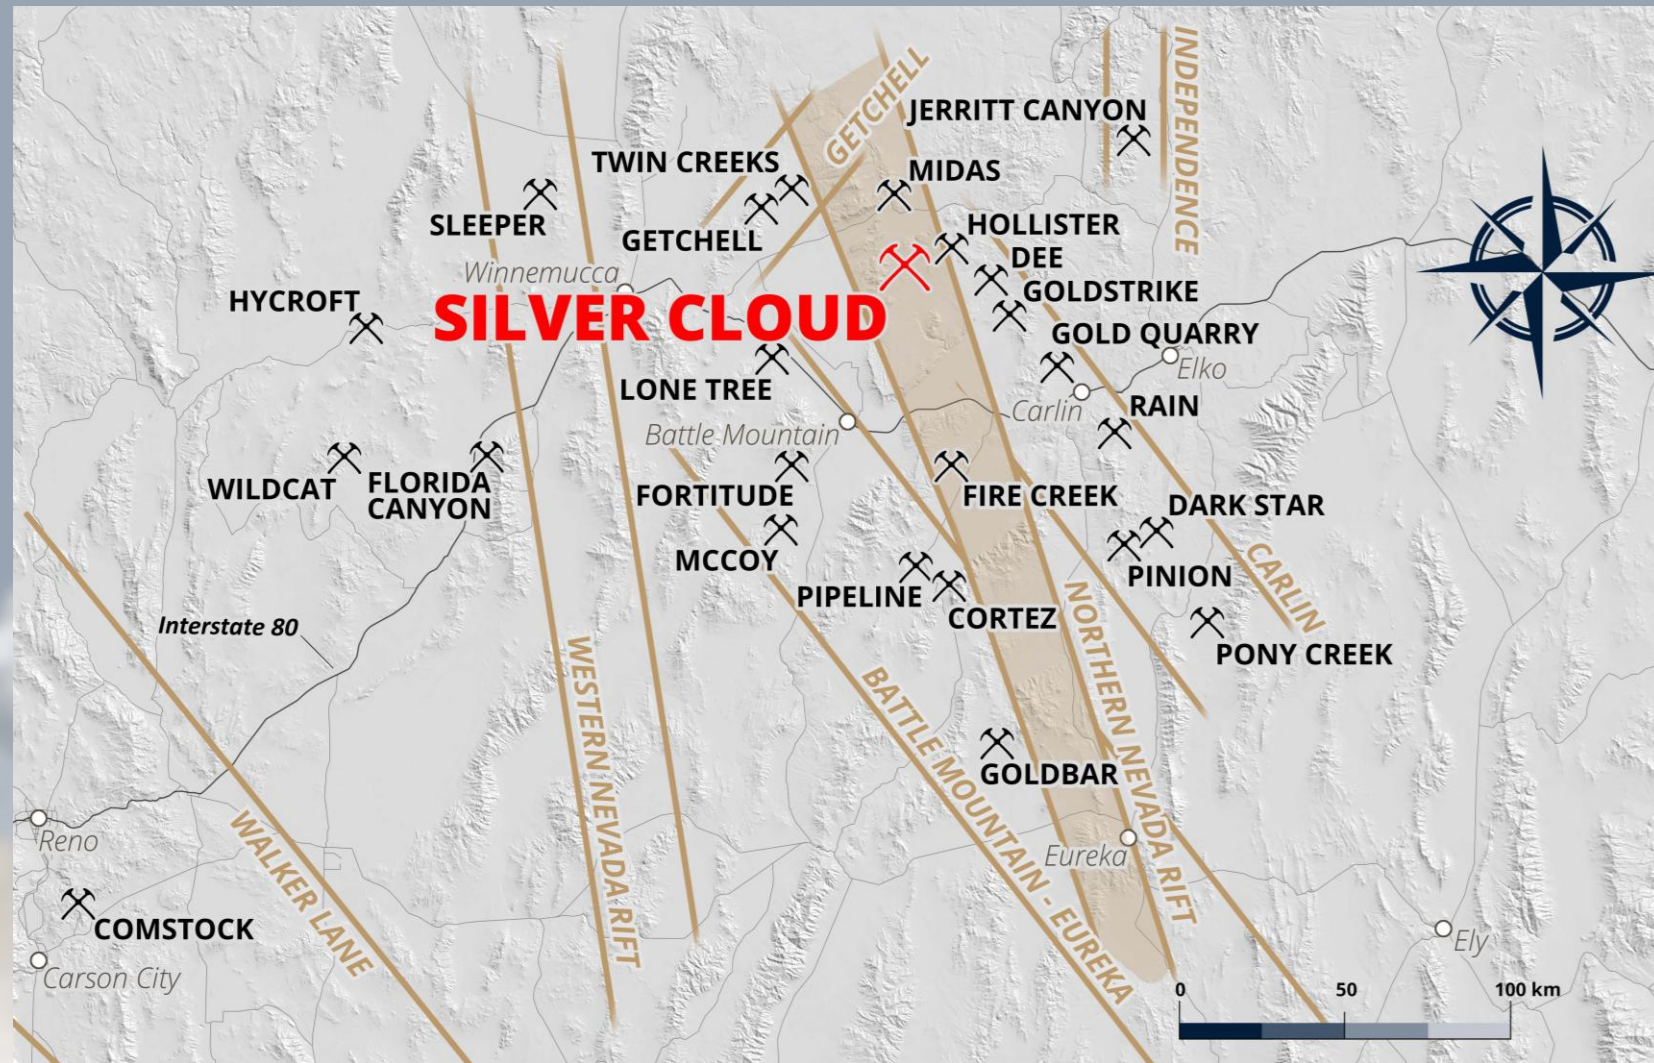 INDEPENDENCE
GETCHELL
JERRITT CANYON
TWIN CREEKS
MIDAS
SLEEPER
GETCHELL
HOLLISTER
DEE
Winnemucca
GOLDSTRIKE
HYCROFT
SILVER CLOUD
GOLD QUARRY
Elko
LONE TREE
Carlin
RAIN
Battle Mountain
WILDCAT
FLORIDA
CANYON
FORTITUDE
FIRE CREEK
DARK STAR
MCCOY
PINION
CARLIN
PIPELINE
CORTEZ
Interstate 80
PONY CREEK
WESTERN NEVADA RIFT
BATTLE MOUNTAIN - EUREKA
NORTHERN NEVADA RIFT
GOLDBAR
WALKER LANE
Reno
Eureka
COMSTOCK
Ely
Carson City
0 50 100 km